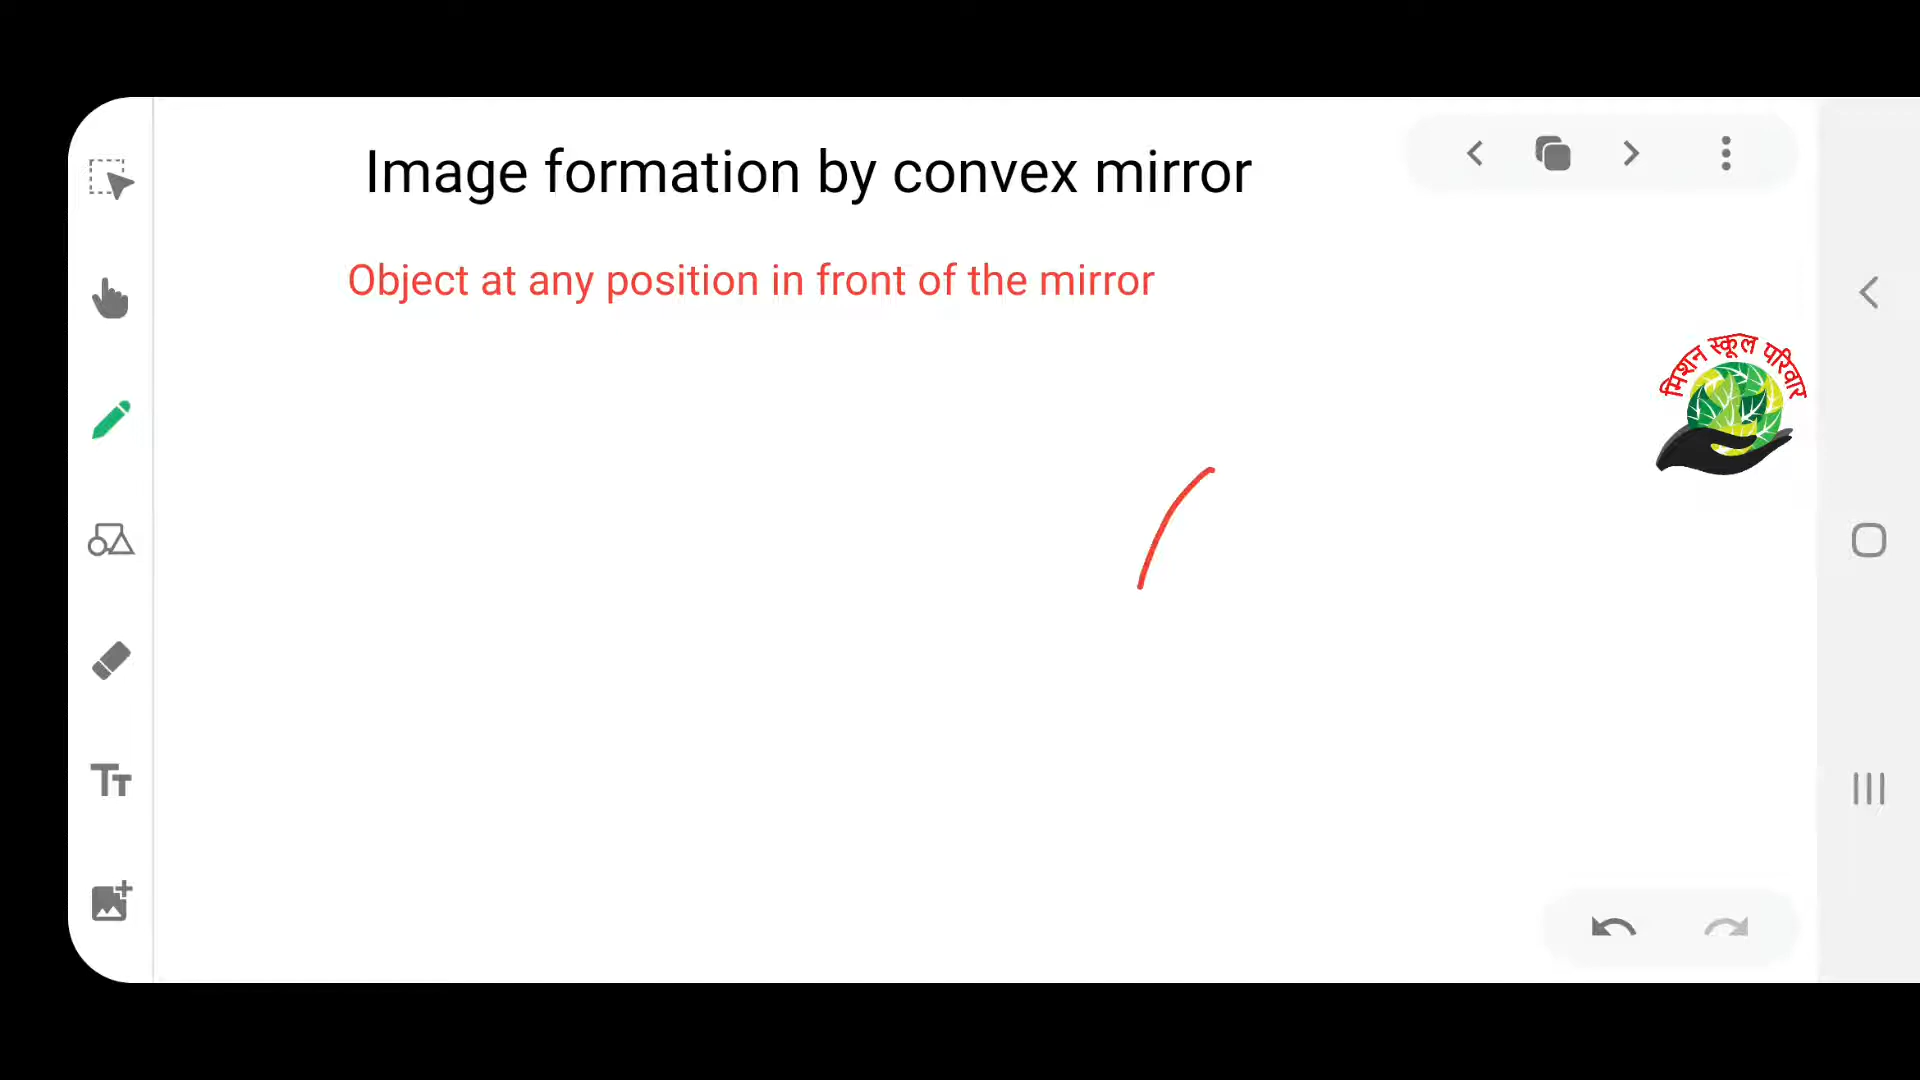 Image formation by convex mirror
Object at any position in front of the mirror
मिशन स्कूल परिवार